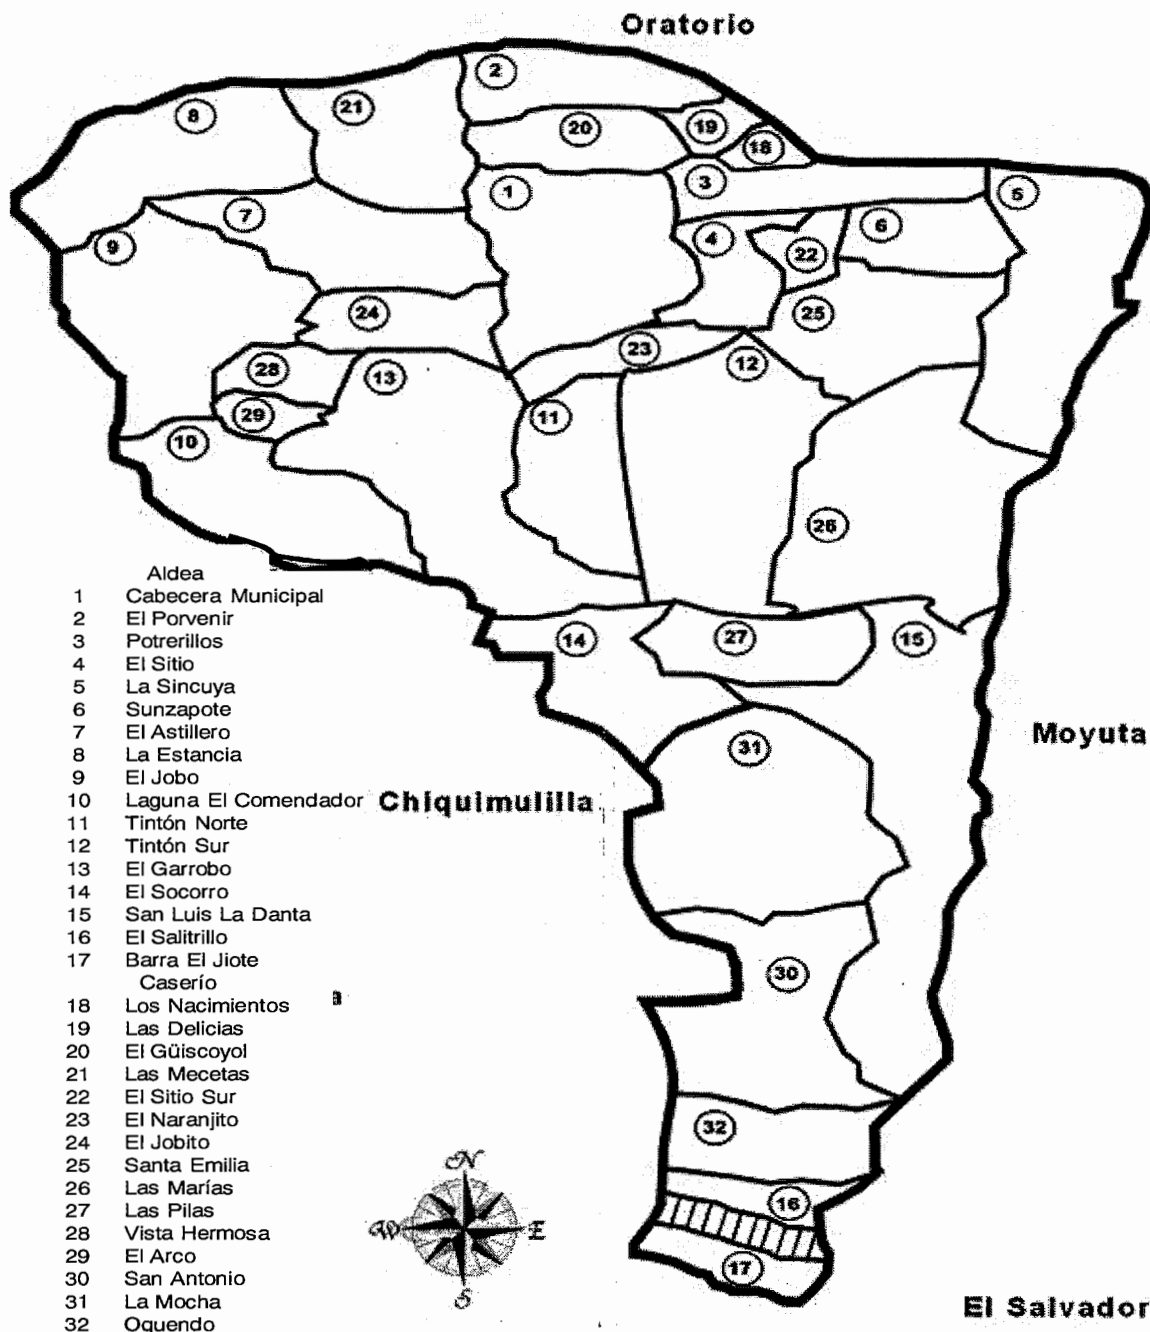 Oratorio
2
21
8
20
19
18
3
1
5
7
4
6
9
22
24
25
23
28
12
13
29
11
10
26
14
27
15
31
30
32
16
17
Moyuta
Chiquimulilla
El Salvador
Aldea
1 Cabecera Municipal
2 El Porvenir
3 Potrerillos
4 El Sitio
5 La Sincuya
6 Sunzapote
7 El Astillero
8 La Estancia
9 El Jobo
10 Laguna El Comendador
11 Tintón Norte
12 Tintón Sur
13 El Garrobo
14 El Socorro
15 San Luis La Danta
16 El Salitrillo
17 Barra El Jiote
Caserío
18 Los Nacimientos
19 Las Delicias
20 El Güiscoyol
21 Las Mecetas
22 El Sitio Sur
23 El Naranjito
24 El Jobito
25 Santa Emilia
26 Las Marías
27 Las Pilas
28 Vista Hermosa
29 El Arco
30 San Antonio
31 La Mocha
32 Oquendo
a
N
W
E
S